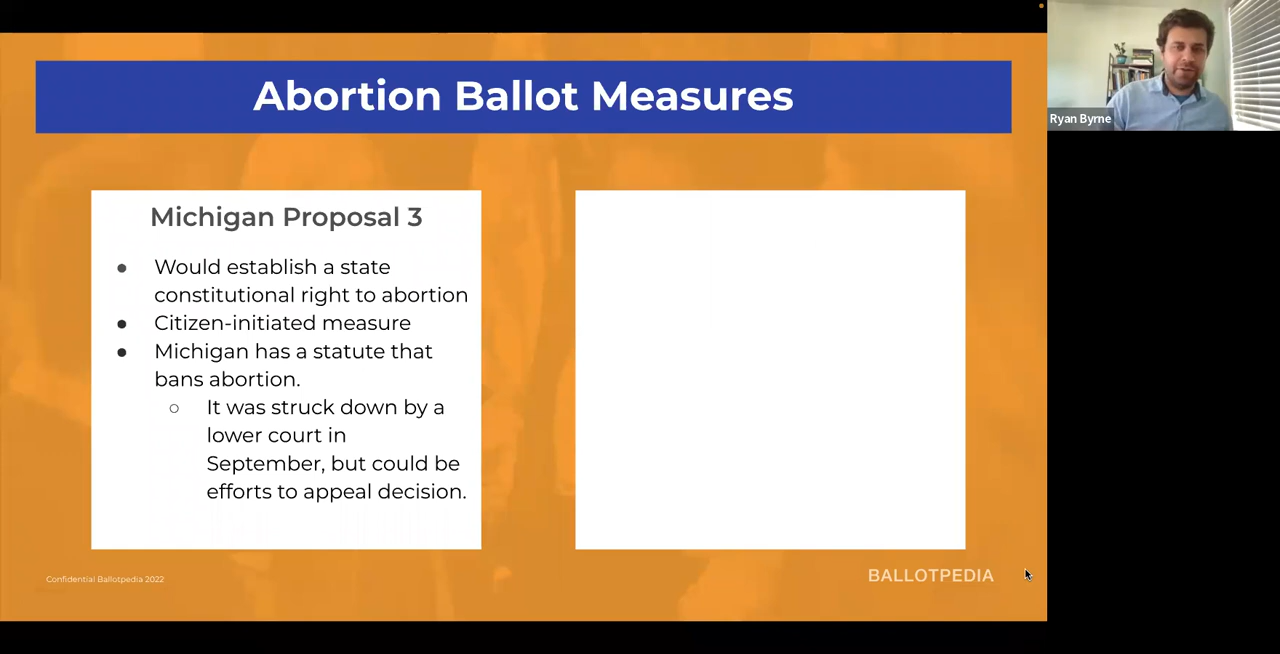 Abortion Ballot Measures
Ryan Byrne
Michigan Proposal 3
● Would establish a state
constitutional right to abortion
● Citizen-initiated measure
● Michigan has a statute that
bans abortion.
○ It was struck down by a
lower court in
September, but could be
efforts to appeal decision.
Confidential Ballotpedia 2022
BALLOTPEDIA